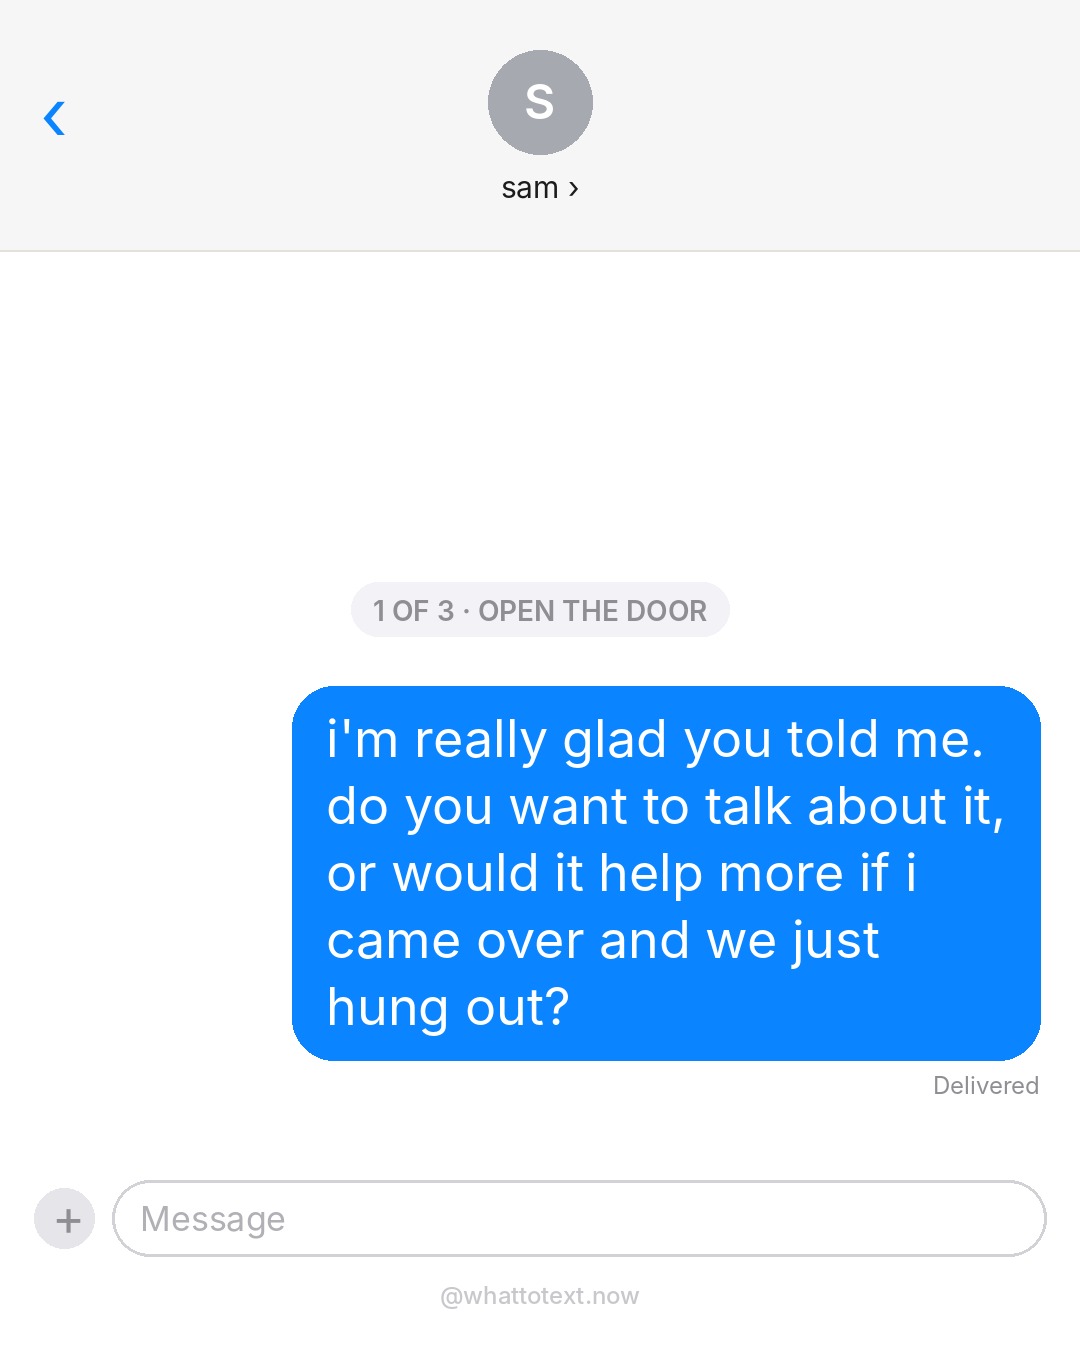 ‹
S
sam ›
1 OF 3 · OPEN THE DOOR
i'm really glad you told me.
do you want to talk about it,
or would it help more if i
came over and we just
hung out?
Delivered
+
Message
@whattotext.now